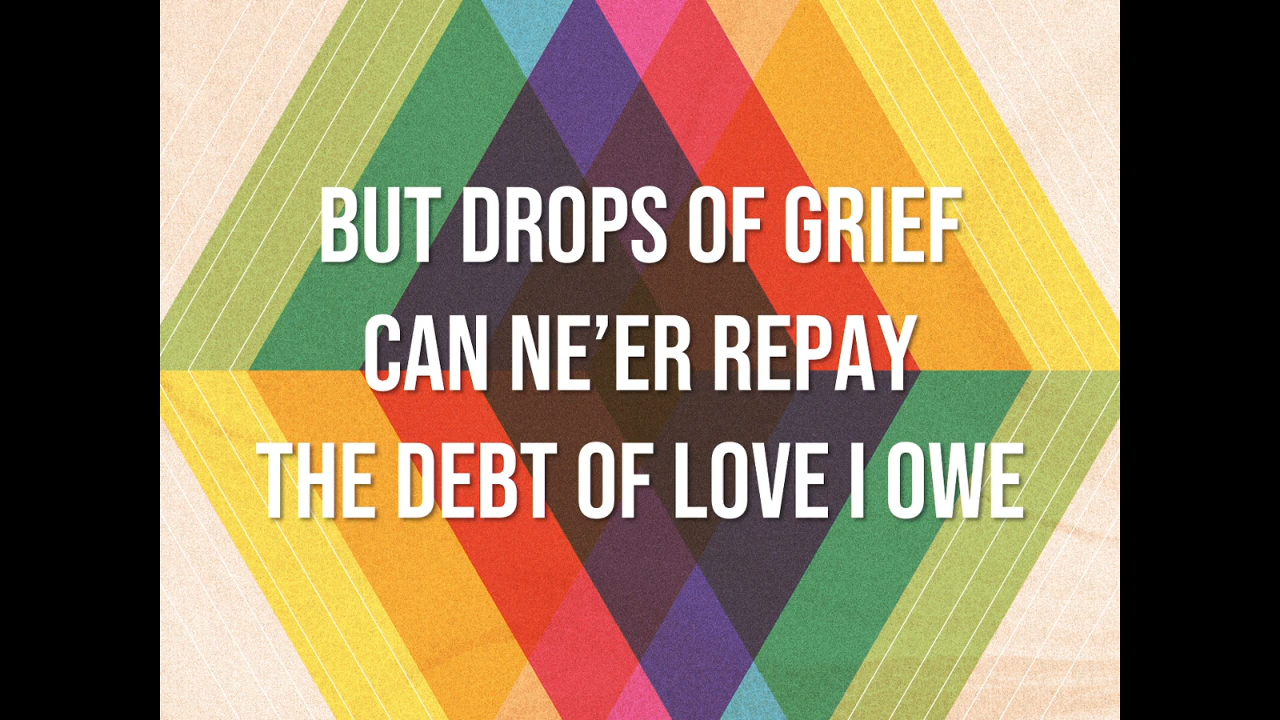 BUT DROPS OF GRIEF
CAN NE’ER REPAY
THE DEBT OF LOVE I OWE